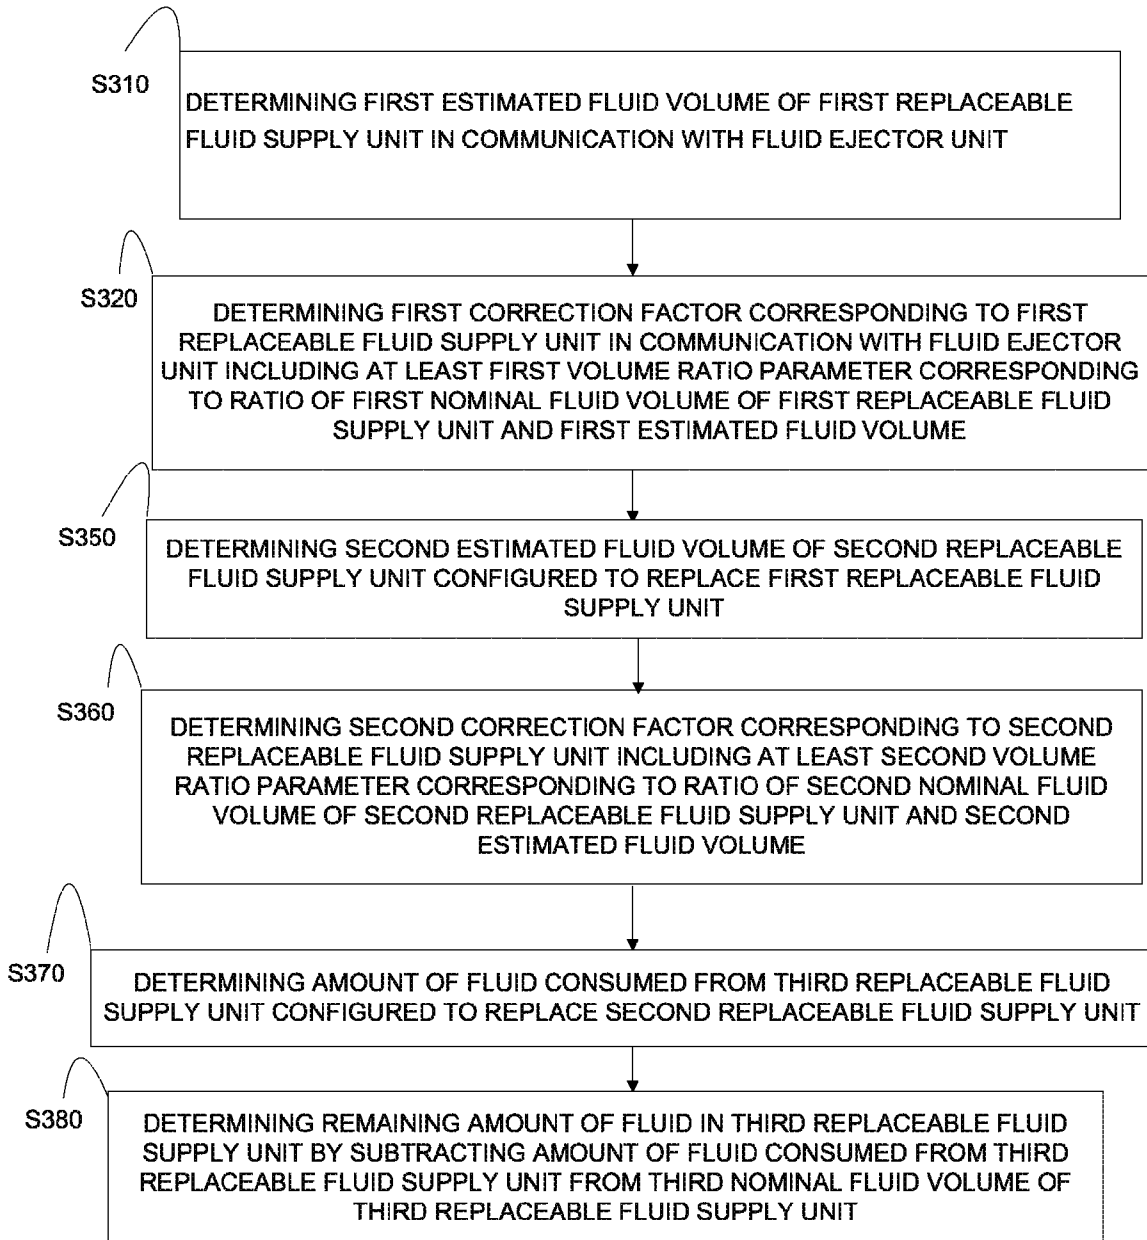 S310
DETERMINING FIRST ESTIMATED FLUID VOLUME OF FIRST REPLACEABLE
FLUID SUPPLY UNIT IN COMMUNICATION WITH FLUID EJECTOR UNIT
S320
DETERMINING FIRST CORRECTION FACTOR CORRESPONDING TO FIRST
REPLACEABLE FLUID SUPPLY UNIT IN COMMUNICATION WITH FLUID EJECTOR
UNIT INCLUDING AT LEAST FIRST VOLUME RATIO PARAMETER CORRESPONDING
TO RATIO OF FIRST NOMINAL FLUID VOLUME OF FIRST REPLACEABLE FLUID
SUPPLY UNIT AND FIRST ESTIMATED FLUID VOLUME
S350
DETERMINING SECOND ESTIMATED FLUID VOLUME OF SECOND REPLACEABLE
FLUID SUPPLY UNIT CONFIGURED TO REPLACE FIRST REPLACEABLE FLUID
SUPPLY UNIT
S360
DETERMINING SECOND CORRECTION FACTOR CORRESPONDING TO SECOND
REPLACEABLE FLUID SUPPLY UNIT INCLUDING AT LEAST SECOND VOLUME
RATIO PARAMETER CORRESPONDING TO RATIO OF SECOND NOMINAL FLUID
VOLUME OF SECOND REPLACEABLE FLUID SUPPLY UNIT AND SECOND
ESTIMATED FLUID VOLUME
S370
DETERMINING AMOUNT OF FLUID CONSUMED FROM THIRD REPLACEABLE FLUID
SUPPLY UNIT CONFIGURED TO REPLACE SECOND REPLACEABLE FLUID SUPPLY UNIT
S380
DETERMINING REMAINING AMOUNT OF FLUID IN THIRD REPLACEABLE FLUID
SUPPLY UNIT BY SUBTRACTING AMOUNT OF FLUID CONSUMED FROM THIRD
REPLACEABLE FLUID SUPPLY UNIT FROM THIRD NOMINAL FLUID VOLUME OF
THIRD REPLACEABLE FLUID SUPPLY UNIT